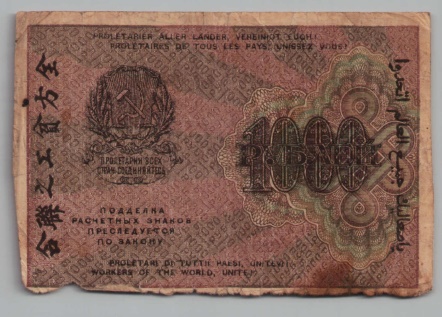 PROLETARIER ALLER LÄNDER, VEREINIGT EUCH!
PROLÉTAIRES DE TOUS LES PAYS, UNISSEZ-VOUS!
ПРОЛЕТАРИИ ВСЕХ
СТРАН, СОЕДИНЯЙТЕСЬ
1000
РУБЛЕЙ
ПОДДЕЛКА
РАСЧЕТНЫХ ЗНАКОВ
ПРЕСЛЕДУЕТСЯ
ПО ЗАКОНУ
PROLETARI DI TUTTI I PAESI, UNITEVI!
WORKERS OF THE WORLD, UNITE!